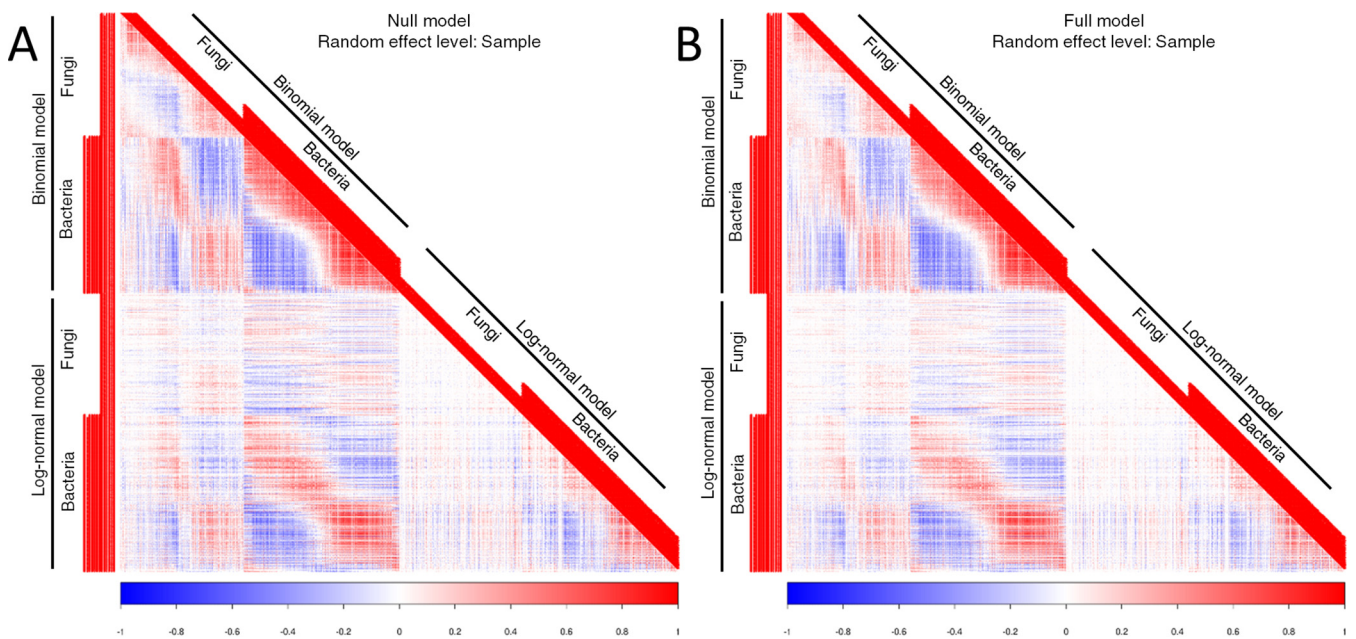 A
Null model
Random effect level: Sample
Fungi
Binomial model
Bacteria
Fungi
Log-normal model
Bacteria
Binomial model
Fungi
Bacteria
Log-normal model
Fungi
Bacteria
-1 -0.8 -0.6 -0.4 -0.2 0 0.2 0.4 0.6 0.8 1
B
Full model
Random effect level: Sample
Fungi
Binomial model
Bacteria
Fungi
Log-normal model
Bacteria
Binomial model
Fungi
Bacteria
Log-normal model
Fungi
Bacteria
-1 -0.8 -0.6 -0.4 -0.2 0 0.2 0.4 0.6 0.8 1